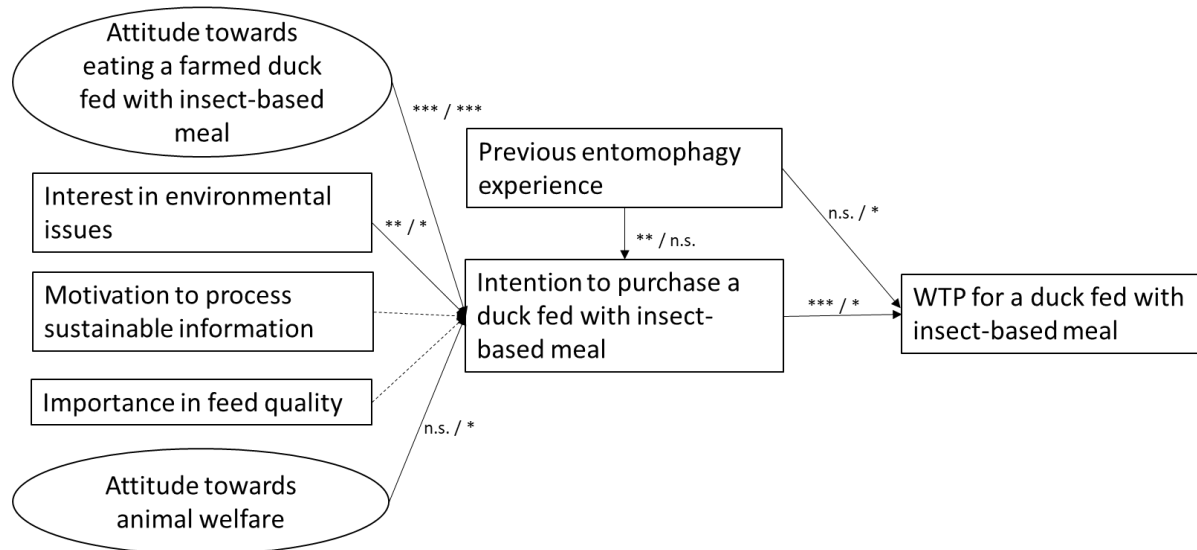 Attitude towards
eating a farmed duck
fed with insect-based
meal
*** / ***
Previous entomophagy
experience
Interest in environmental
issues
** / *
n.s. / *
** / n.s.
Motivation to process
sustainable information
Intention to purchase a
duck fed with insect-
based meal
*** / *
WTP for a duck fed with
insect-based meal
Importance in feed quality
n.s. / *
Attitude towards
animal welfare